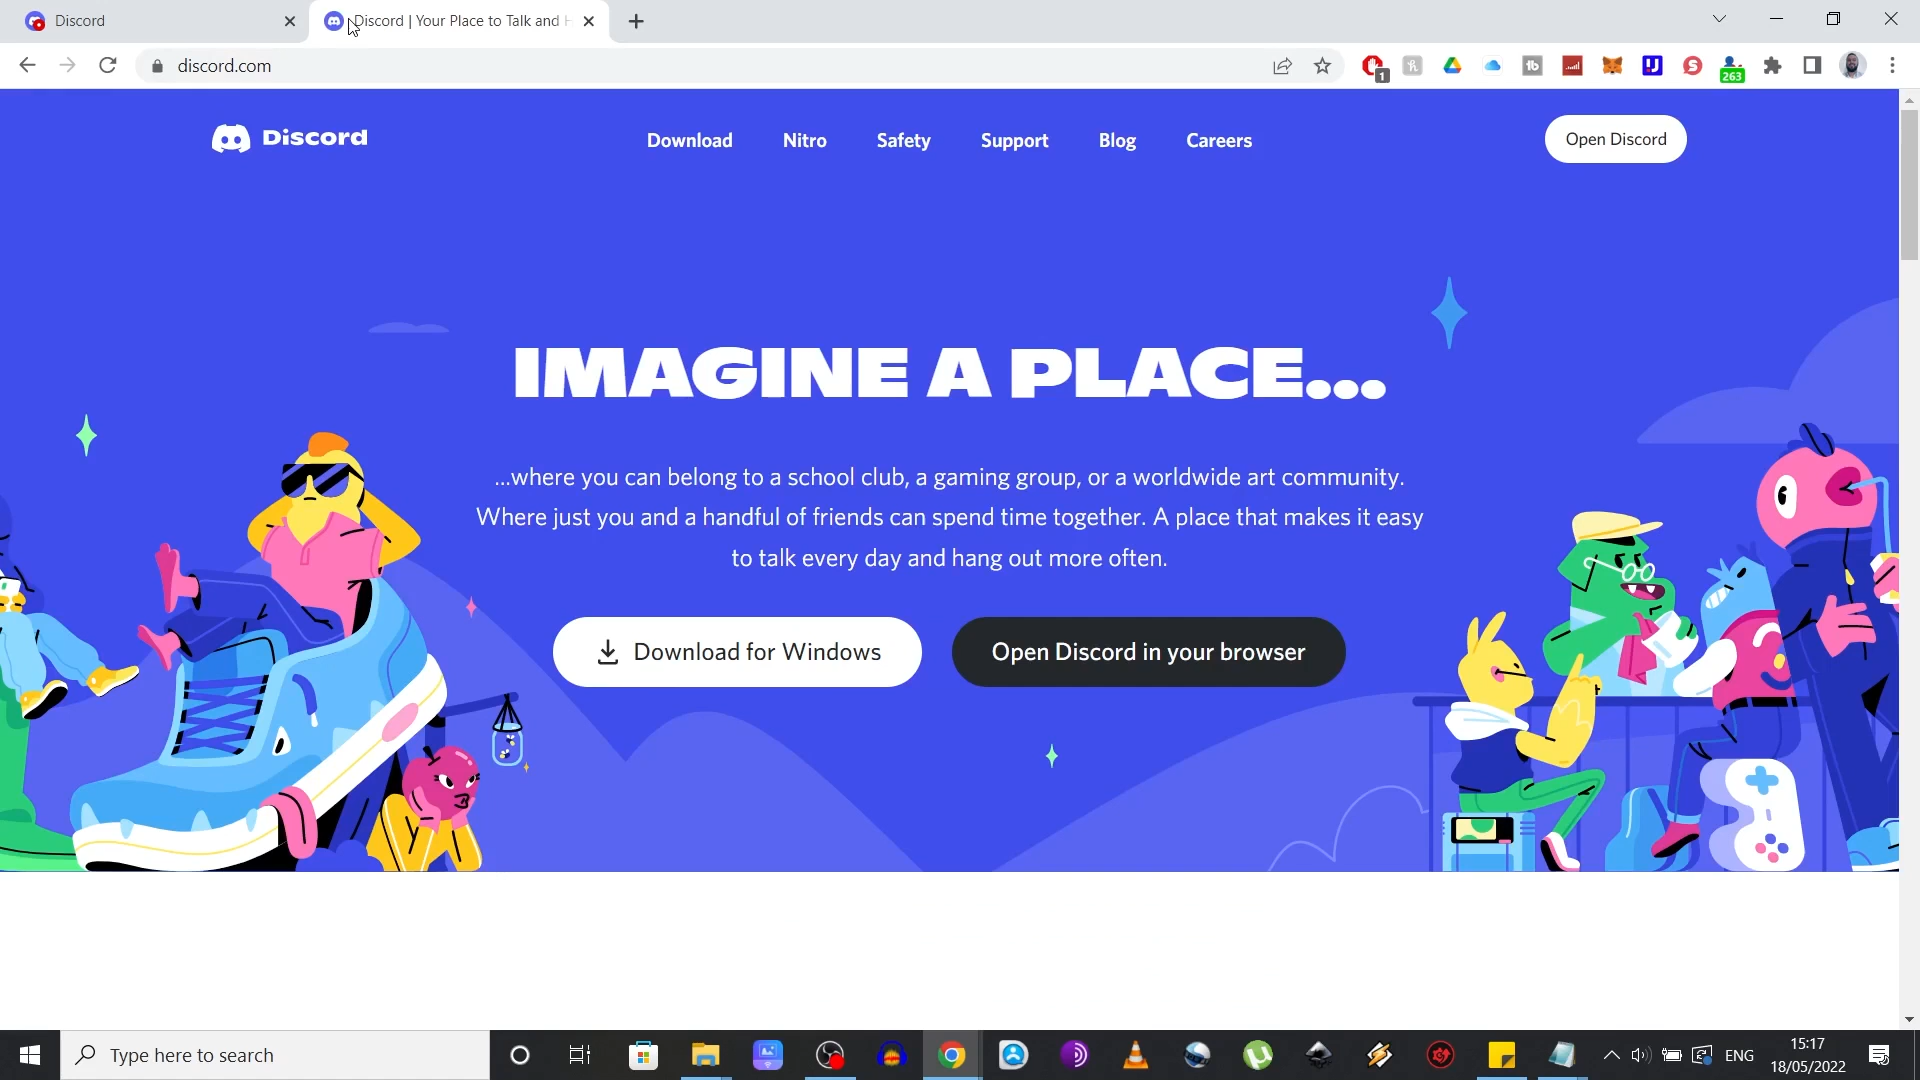 Discord
Discord | Your Place to Talk and H
discord.com
1
263
Discord
Download
Nitro
Safety
Support
Blog
Careers
Open Discord
IMAGINE A PLACE...
...where you can belong to a school club, a gaming group, or a worldwide art community.
Where just you and a handful of friends can spend time together. A place that makes it easy
to talk every day and hang out more often.
Download for Windows
Open Discord in your browser
Type here to search
ENG
15:17
18/05/2022